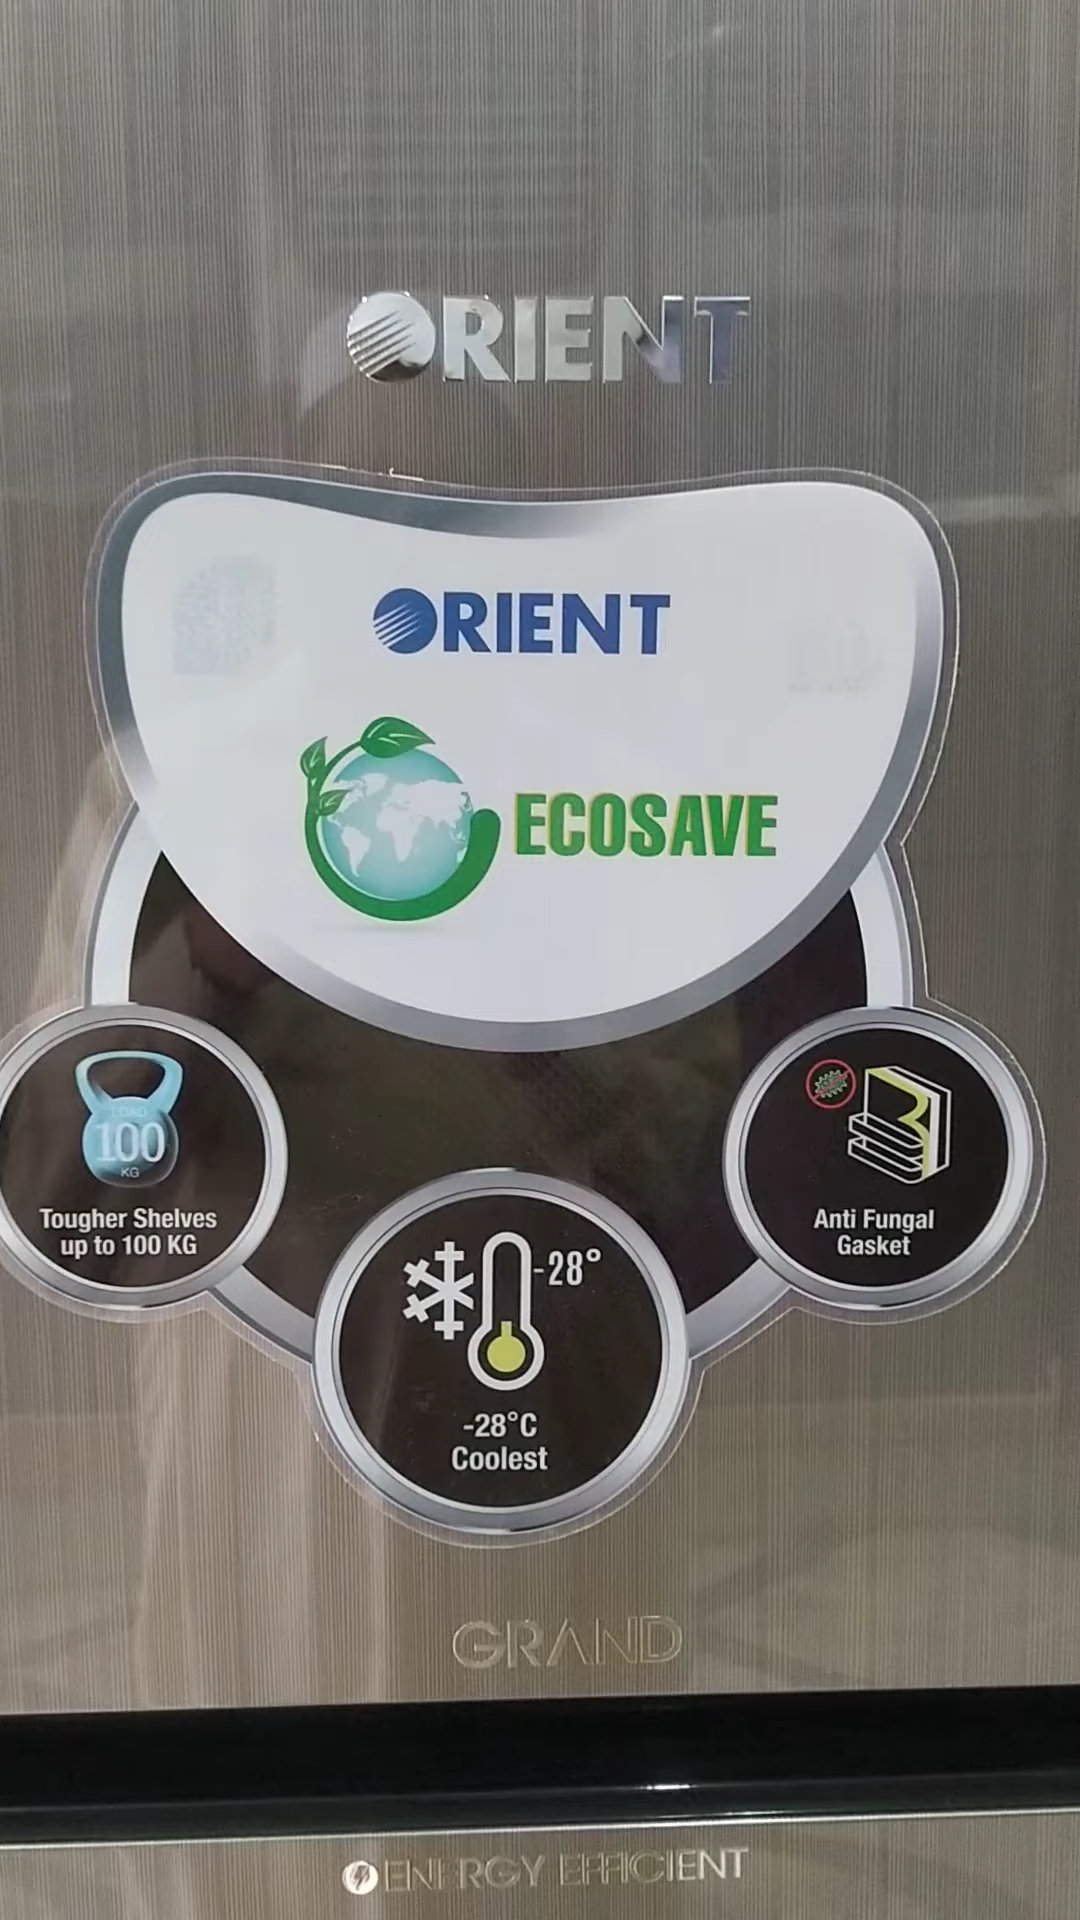 ORIENT
ORIENT
ECOSAVE
LOAD
100
KG
Tougher Shelves
up to 100 KG
-28°
-28°C
Coolest
Anti Fungal
Gasket
GRAND
ENERGY EFFICIENT